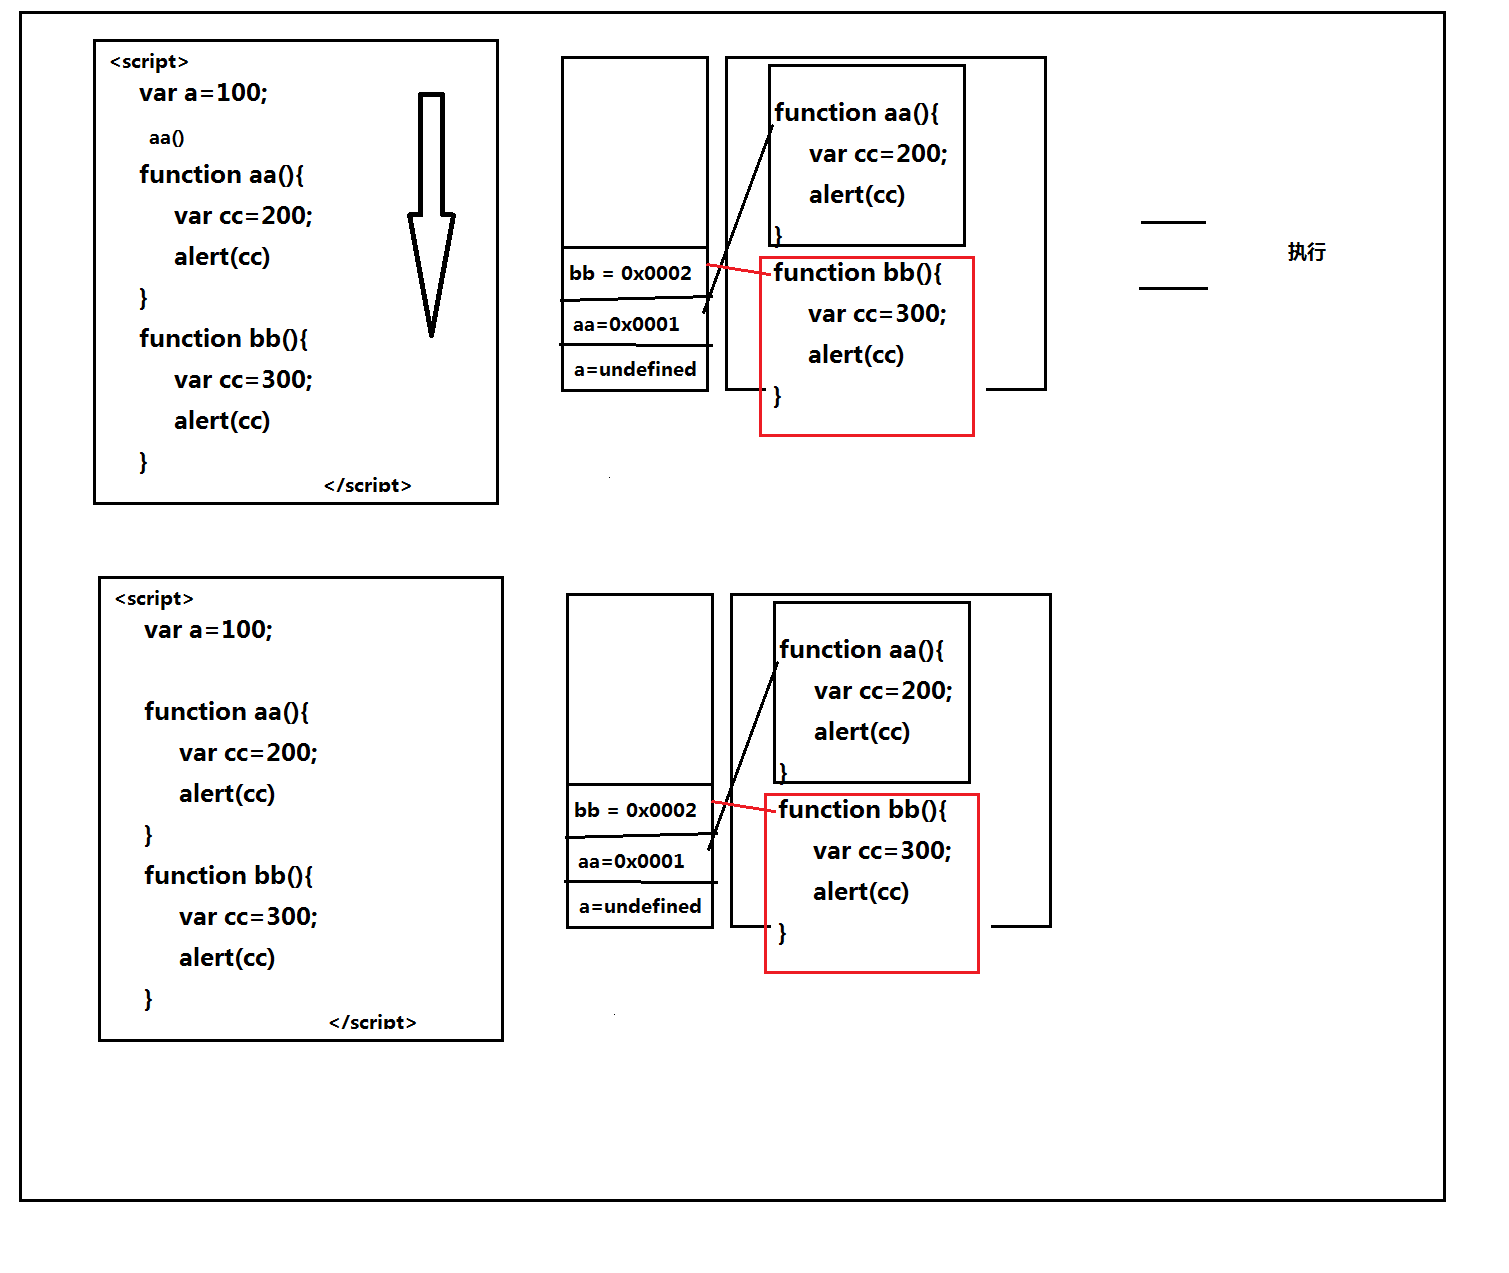 <script>
var a=100;
aa()
function aa(){
var cc=200;
alert(cc)
}
function bb(){
var cc=300;
alert(cc)
}
</script>
bb = 0x0002
aa=0x0001
a=undefined
function aa(){
var cc=200;
alert(cc)
}
function bb(){
var cc=300;
alert(cc)
}
执行
<script>
var a=100;
function aa(){
var cc=200;
alert(cc)
}
function bb(){
var cc=300;
alert(cc)
}
</script>
bb = 0x0002
aa=0x0001
a=undefined
function aa(){
var cc=200;
alert(cc)
}
function bb(){
var cc=300;
alert(cc)
}